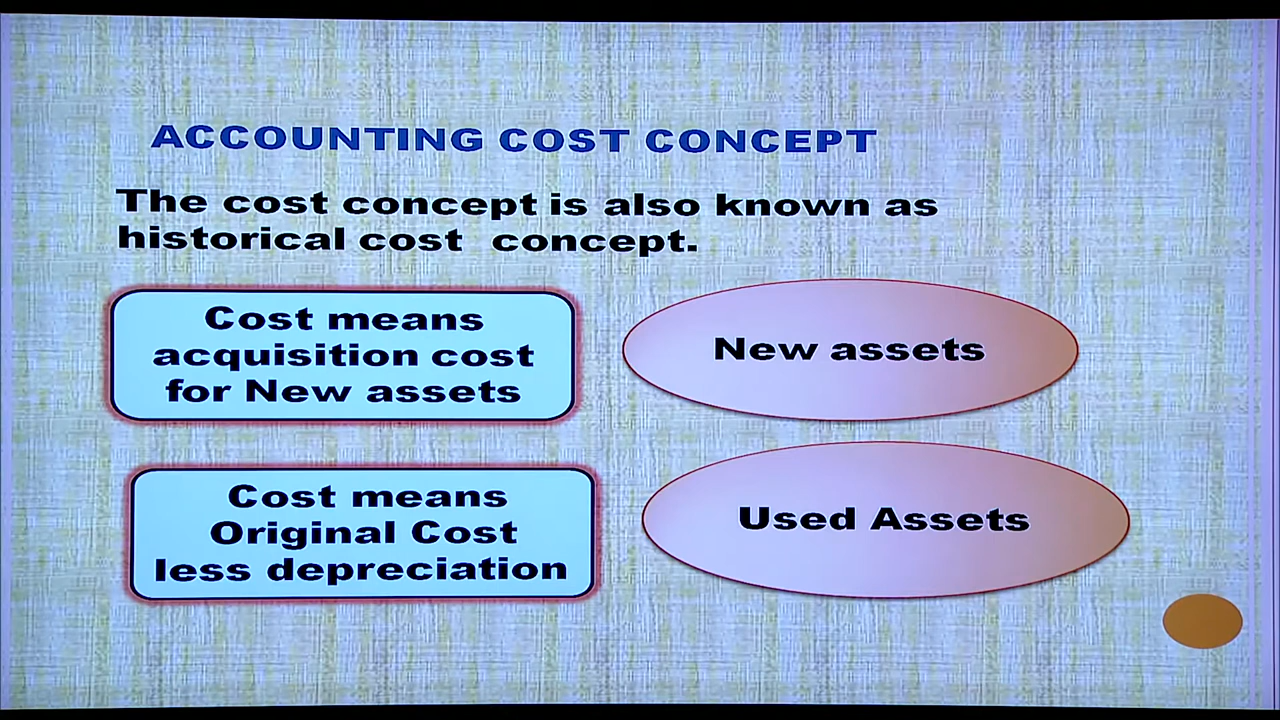 ACCOUNTING COST CONCEPT
The cost concept is also known as
historical cost concept.
Cost means
acquisition cost
for New assets
New assets
Cost means
Original Cost
less depreciation
Used Assets